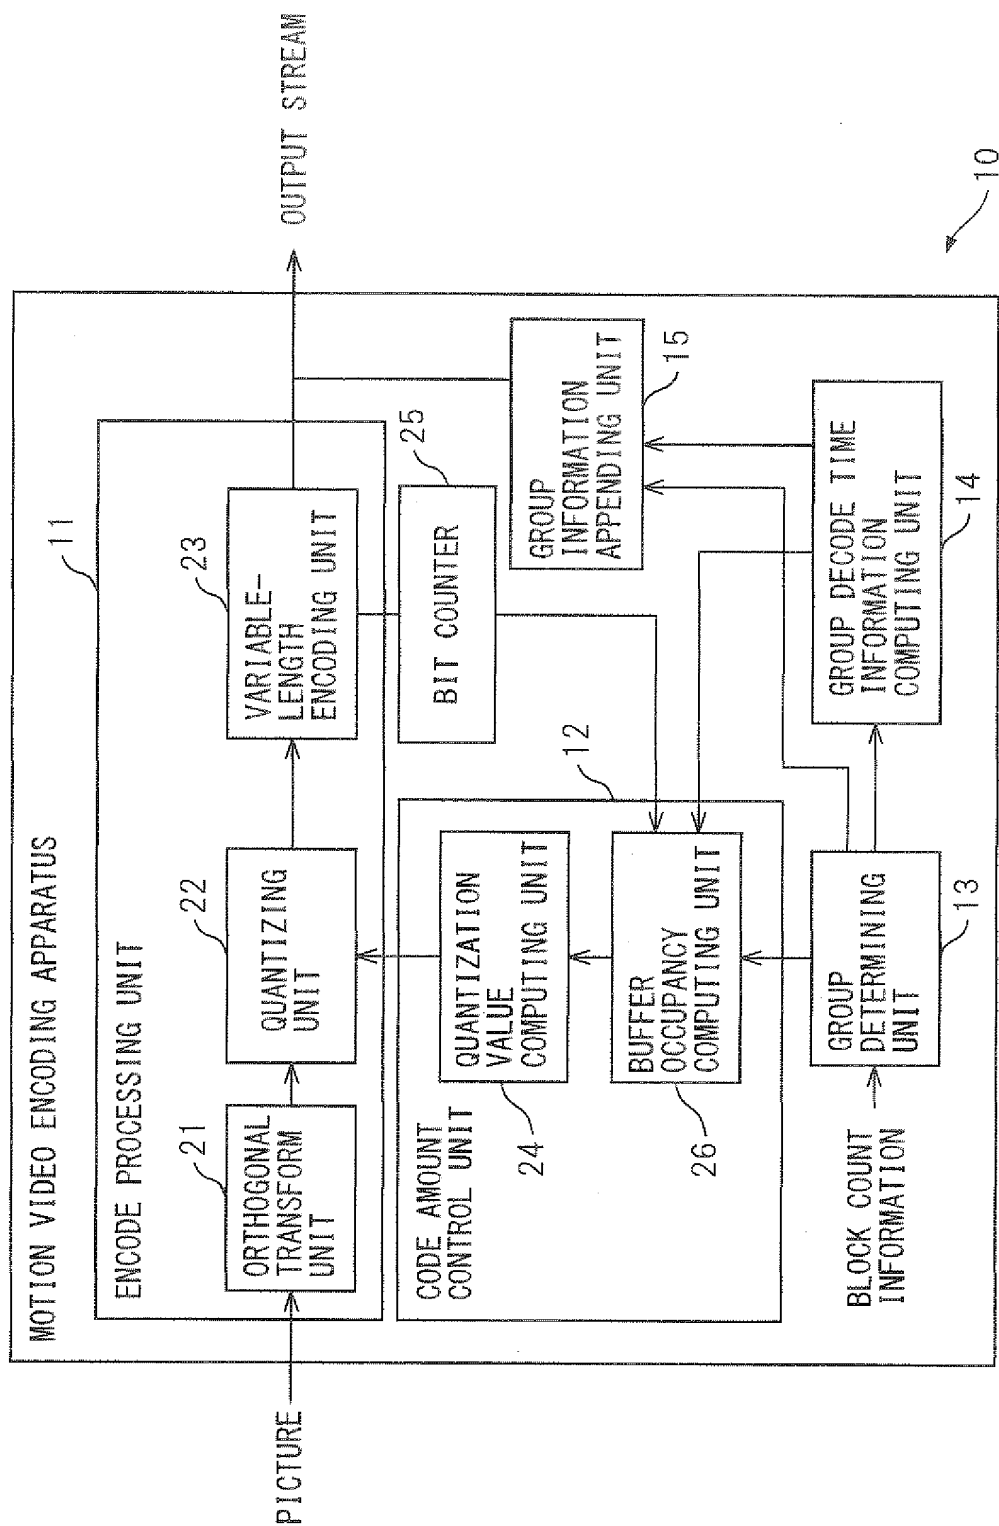 MOTION VIDEO ENCODING APPARATUS
11
ENCODE PROCESSING UNIT
21
22
23
ORTHOGONAL
TRANSFORM
UNIT
QUANTIZING
UNIT
VARIABLE-
LENGTH
ENCODING UNIT
PICTURE
OUTPUT STREAM
CODE AMOUNT
CONTROL UNIT
12
25
BIT COUNTER
QUANTIZATION
VALUE
COMPUTING UNIT
24
GROUP
INFORMATION
APPENDING UNIT
15
BUFFER
OCCUPANCY
COMPUTING UNIT
26
BLOCK COUNT
INFORMATION
GROUP
DETERMINING
UNIT
13
GROUP DECODE TIME
INFORMATION
COMPUTING UNIT
14
10